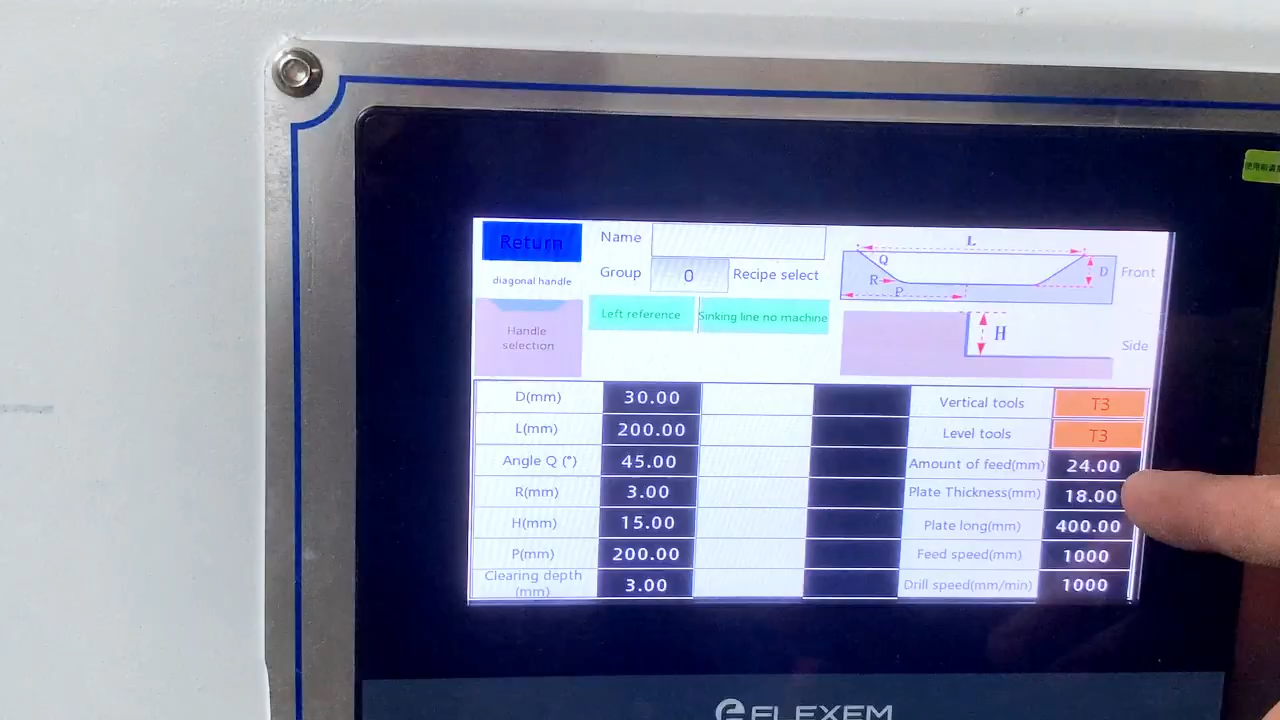 Return
Name
diagonal handle
Group 0 Recipe select
Handle
selection
Left reference
Sinking line no machine
L
Q
D
R
P
Front
H
Side
D(mm) 30.00 Vertical tools T3
L(mm) 200.00 Level tools T3
Angle Q (°) 45.00 Amount of feed(mm) 24.00
R(mm) 3.00 Plate Thickness(mm) 18.00
H(mm) 15.00 Plate long(mm) 400.00
P(mm) 200.00 Feed speed(mm) 1000
Clearing depth
(mm) 3.00 Drill speed(mm/min) 1000
FLEXEM